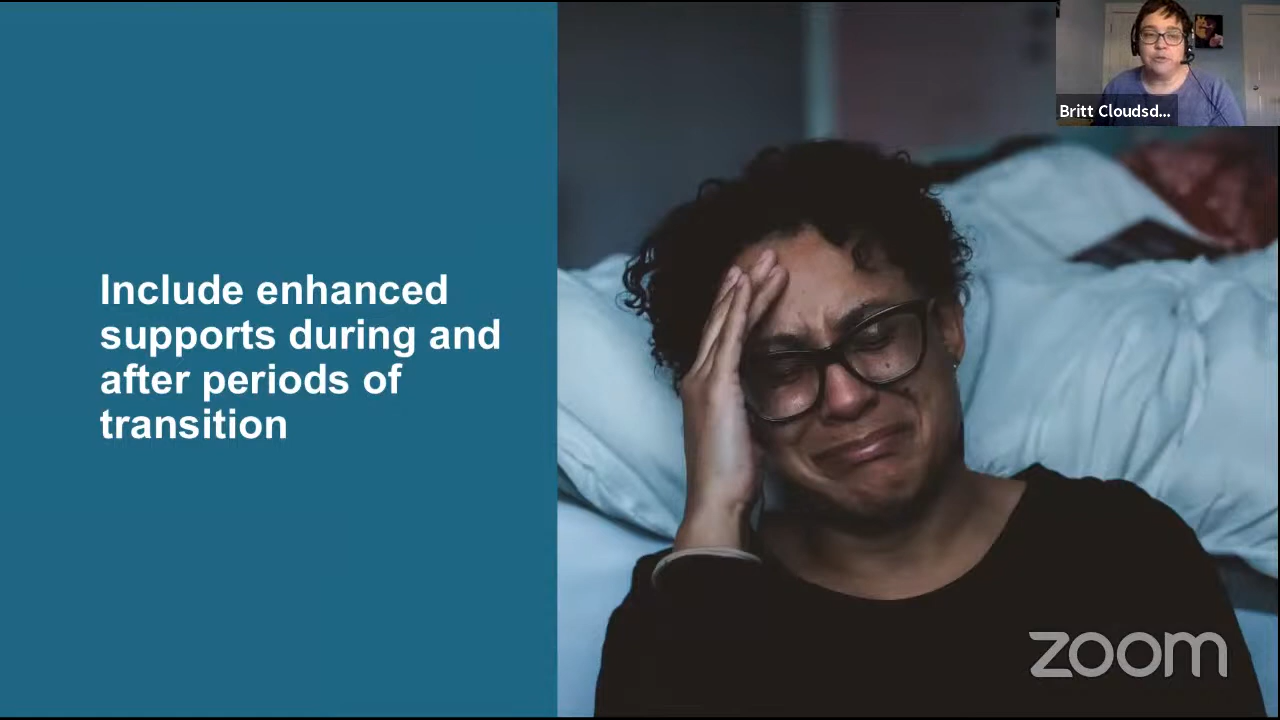 Britt Cloudsd...
Include enhanced
supports during and
after periods of
transition
zoom